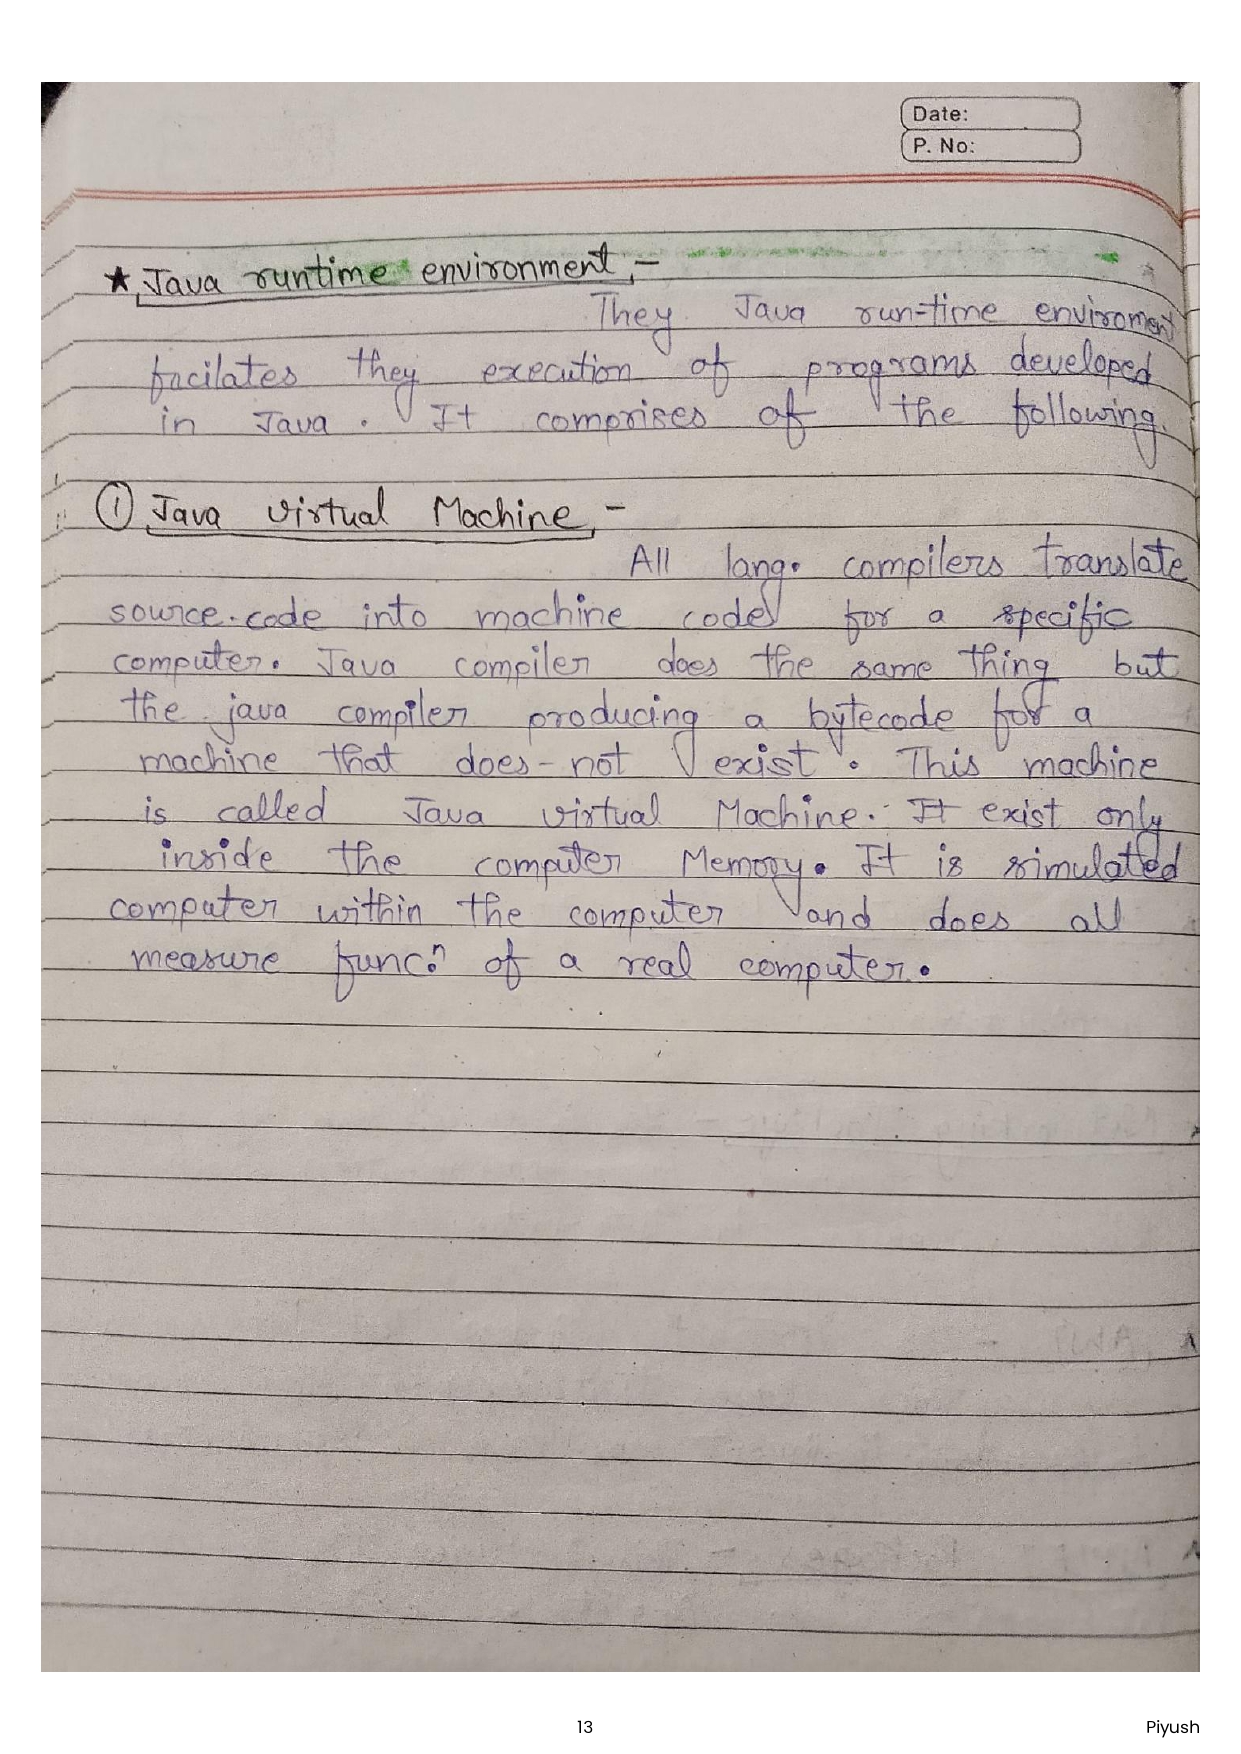 Date:
P. No:
★ Java runtime environment,-
They Java run-time enviroment
facilates they execution of programs developed
in Java. It comprises of the following.
① Java virtual Machine,-
All lang. compilers translate
source.code into machine code for a specific
computer. Java compiler does the same thing but
the java compiler producing a bytecode for a
machine that does-not exist. This machine
is called Java virtual Machine. It exist only
inside the computer Memory. It is simulated
computer within the computer and does all
measure func.n of a real computer.
13
Piyush